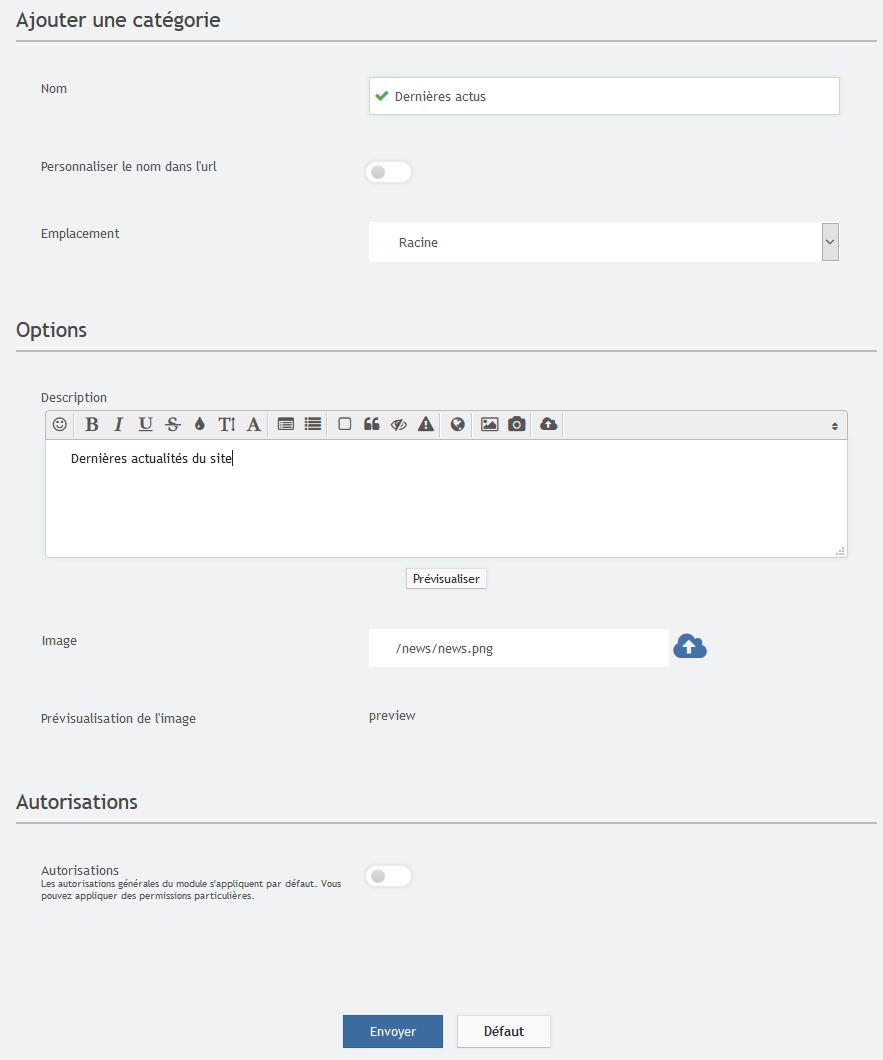 Ajouter une catégorie
Nom
Dernières actus
Personnaliser le nom dans l'url
Emplacement
Racine
Options
Description
B I U S T A
Dernières actualités du site
Prévisualiser
Image
/news/news.png
Prévisualisation de l'image
preview
Autorisations
Autorisations
Les autorisations générales du module s'appliquent par défaut. Vous
pouvez appliquer des permissions particulières.
Envoyer
Défaut